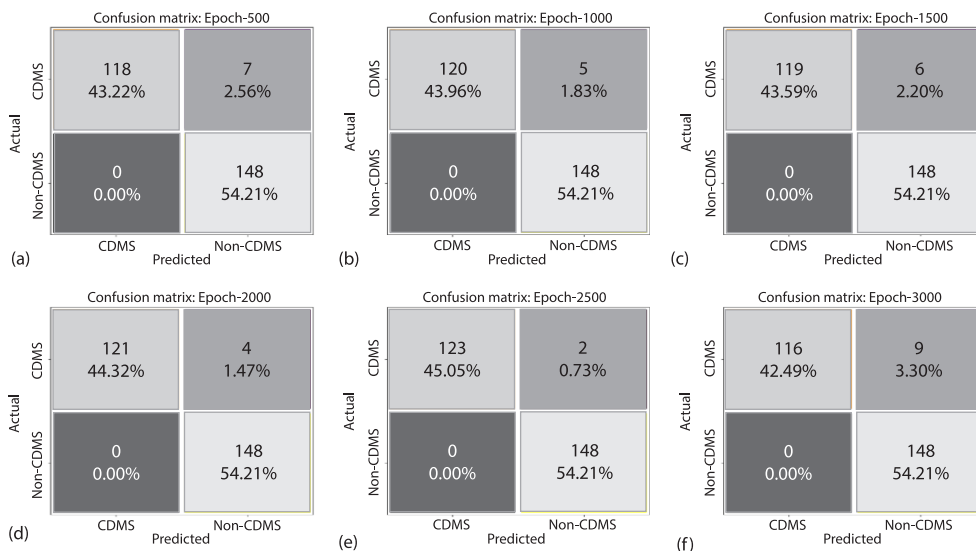 Confusion matrix: Epoch-500
Actual
CDMS
118
43.22%
7
2.56%
Non-CDMS
0
0.00%
148
54.21%
CDMS
Non-CDMS
Predicted
(a)
Confusion matrix: Epoch-1000
Actual
CDMS
120
43.96%
5
1.83%
Non-CDMS
0
0.00%
148
54.21%
CDMS
Non-CDMS
Predicted
(b)
Confusion matrix: Epoch-1500
Actual
CDMS
119
43.59%
6
2.20%
Non-CDMS
0
0.00%
148
54.21%
CDMS
Non-CDMS
Predicted
(c)
Confusion matrix: Epoch-2000
Actual
CDMS
121
44.32%
4
1.47%
Non-CDMS
0
0.00%
148
54.21%
CDMS
Non-CDMS
Predicted
(d)
Confusion matrix: Epoch-2500
Actual
CDMS
123
45.05%
2
0.73%
Non-CDMS
0
0.00%
148
54.21%
CDMS
Non-CDMS
Predicted
(e)
Confusion matrix: Epoch-3000
Actual
CDMS
116
42.49%
9
3.30%
Non-CDMS
0
0.00%
148
54.21%
CDMS
Non-CDMS
Predicted
(f)